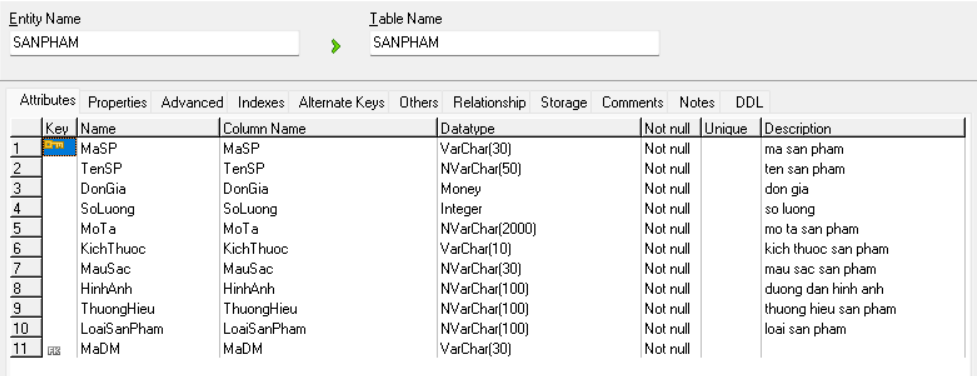 Entity Name Table Name
SANPHAM SANPHAM
Attributes Properties Advanced Indexes Alternate Keys Others Relationship Storage Comments Notes DDL
Key Name Column Name Datatype Not null Unique Description
1 MaSP MaSP VarChar(30) Not null ma san pham
2 TenSP TenSP NVarChar(50) Not null ten san pham
3 DonGia DonGia Money Not null don gia
4 SoLuong SoLuong Integer Not null so luong
5 MoTa MoTa NVarChar(2000) Not null mo ta san pham
6 KichThuoc KichThuoc VarChar(10) Not null kich thuoc san pham
7 MauSac MauSac NVarChar(30) Not null mau sac san pham
8 HinhAnh HinhAnh NVarChar(100) Not null duong dan hinh anh
9 ThuongHieu ThuongHieu NVarChar(100) Not null thuong hieu san pham
10 LoaiSanPham LoaiSanPham NVarChar(100) Not null loai san pham
11 FK MaDM MaDM VarChar(30) Not null